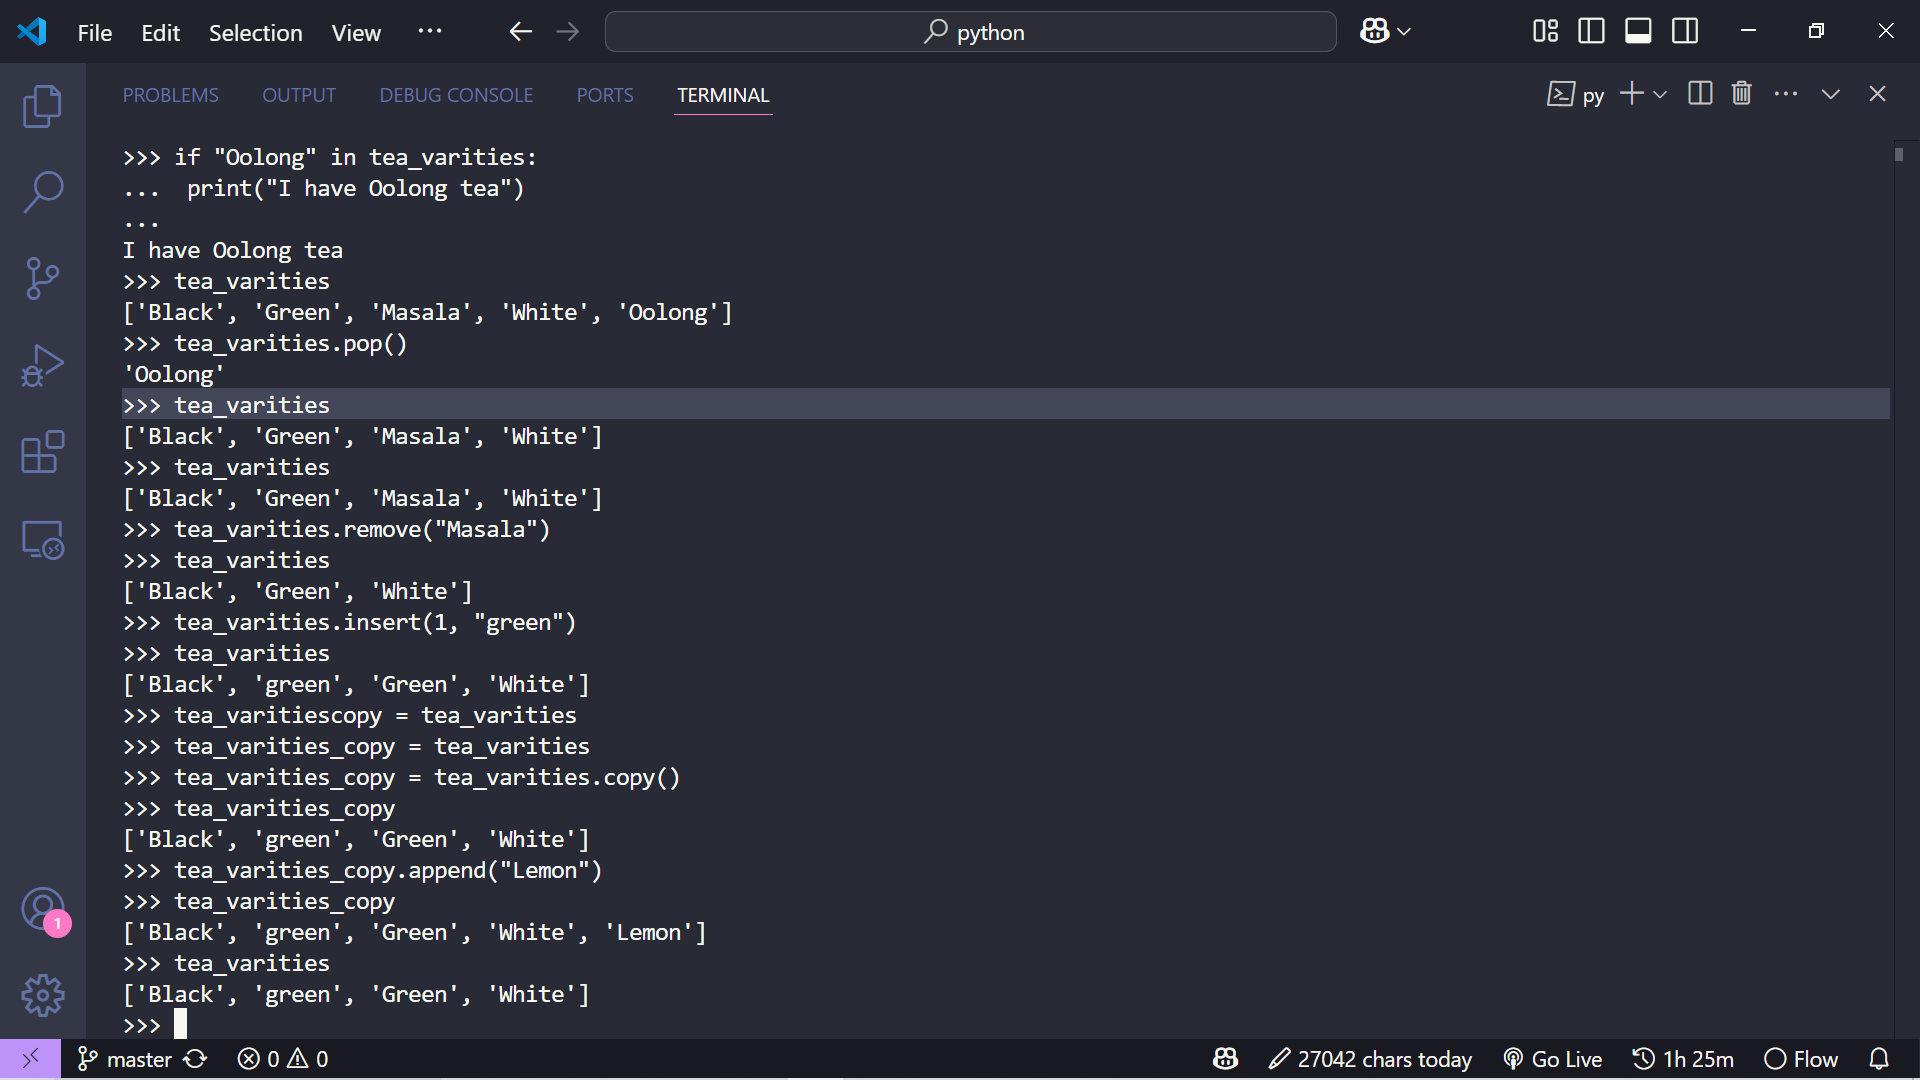 File Edit Selection View ··· python
PROBLEMS OUTPUT DEBUG CONSOLE PORTS TERMINAL py
>>> if "Oolong" in tea_varities:
...  print("I have Oolong tea")
...
I have Oolong tea
>>> tea_varities
['Black', 'Green', 'Masala', 'White', 'Oolong']
>>> tea_varities.pop()
'Oolong'
>>> tea_varities
['Black', 'Green', 'Masala', 'White']
>>> tea_varities
['Black', 'Green', 'Masala', 'White']
>>> tea_varities.remove("Masala")
>>> tea_varities
['Black', 'Green', 'White']
>>> tea_varities.insert(1, "green")
>>> tea_varities
['Black', 'green', 'Green', 'White']
>>> tea_varitiescopy = tea_varities
>>> tea_varities_copy = tea_varities
>>> tea_varities_copy = tea_varities.copy()
>>> tea_varities_copy
['Black', 'green', 'Green', 'White']
>>> tea_varities_copy.append("Lemon")
>>> tea_varities_copy
['Black', 'green', 'Green', 'White', 'Lemon']
>>> tea_varities
['Black', 'green', 'Green', 'White']
>>>
1
master 0 0 27042 chars today Go Live 1h 25m Flow